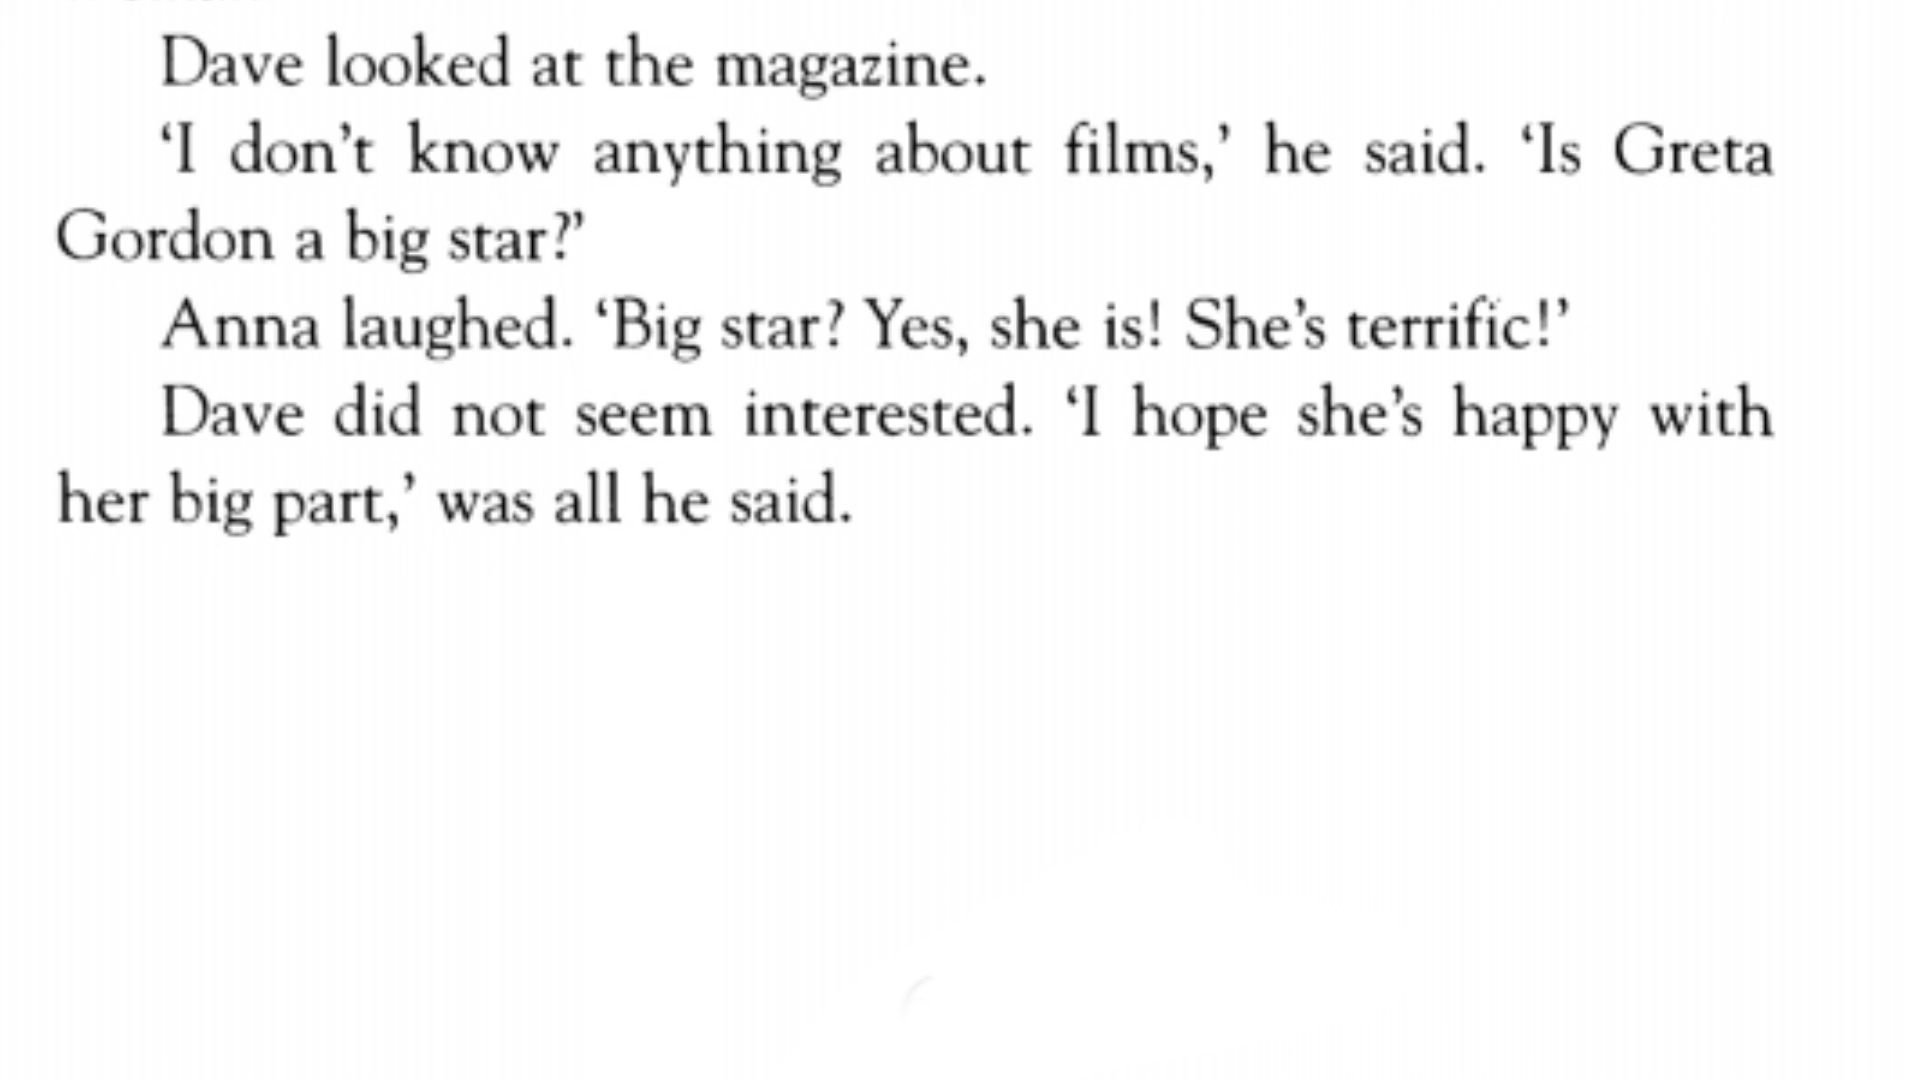 Dave looked at the magazine.
‘I don’t know anything about films,’ he said. ‘Is Greta
Gordon a big star?’
Anna laughed. ‘Big star? Yes, she is! She’s terrific!’
Dave did not seem interested. ‘I hope she’s happy with
her big part,’ was all he said.